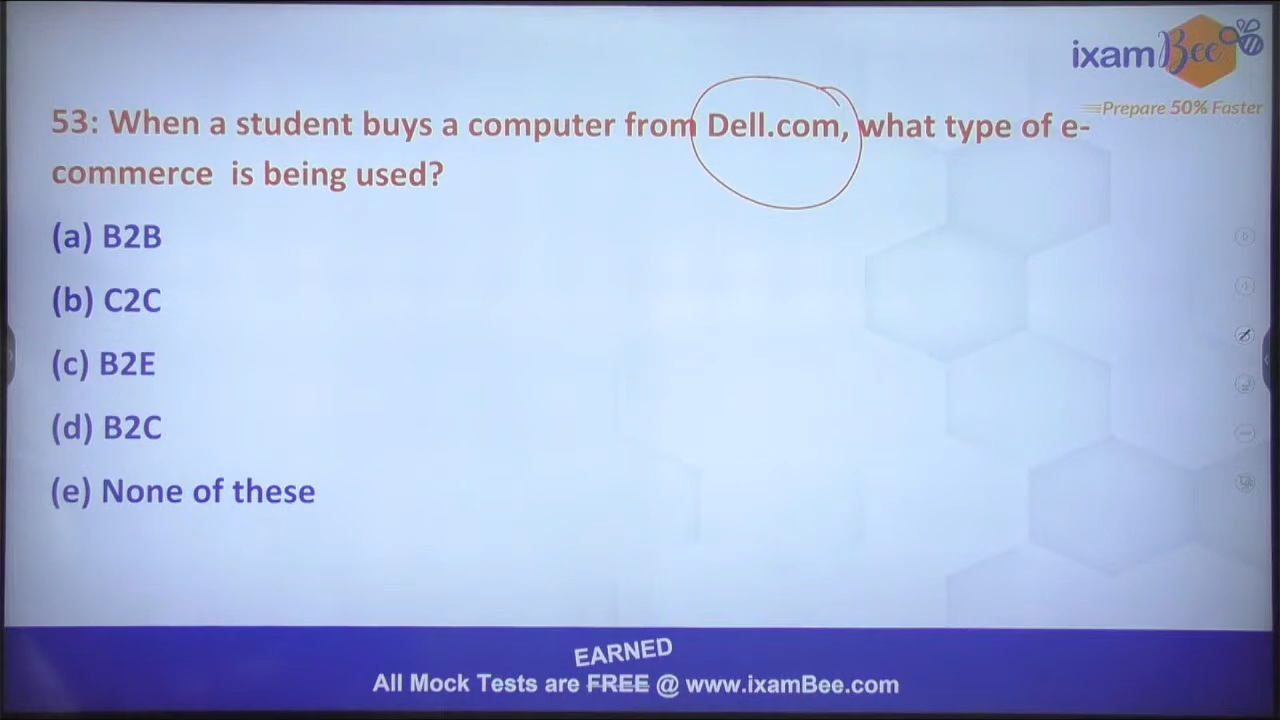 ixamBee
Prepare 50% Faster
53: When a student buys a computer from Dell.com, what type of e-
commerce is being used?
(a) B2B
(b) C2C
(c) B2E
(d) B2C
(e) None of these
EARNED
All Mock Tests are FREE @ www.ixamBee.com